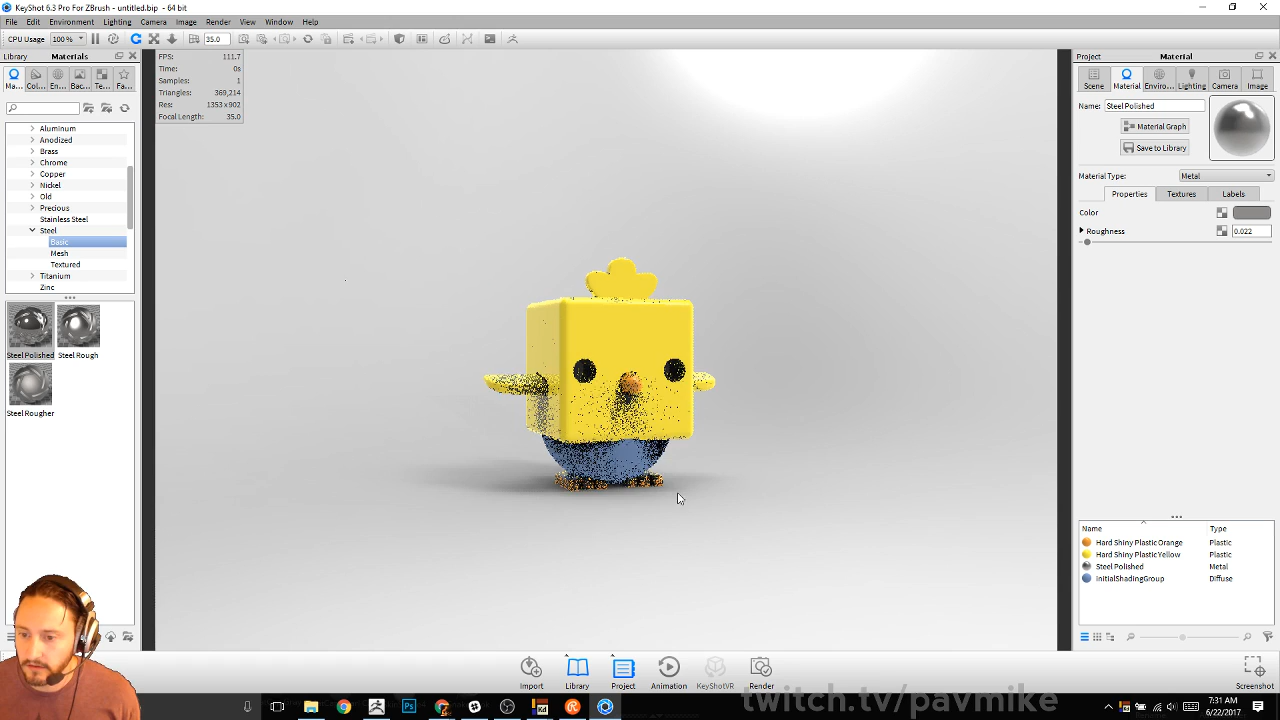 KeyShot 6.3 Pro For ZBrush - untitled.bip - 64 bit
File Edit Environment Lighting Camera Image Render View Window Help
CPU Usage 100 % 35.0
Library Materials
Ma... Col... En... Bac... Te... Fa...
Aluminum
Anodized
Brass
Chrome
Copper
Nickel
Old
Precious
Stainless Steel
Steel
Basic
Mesh
Textured
Titanium
Zinc
Steel Polished Steel Rough
Steel Rougher
FPS: 111.7
Time: 0s
Samples: 1
Triangles: 369,214
Res: 1353 x 902
Focal Length: 35.0
Project Material
Scene Material Enviro... Lighting Camera Image
Name: Steel Polished
Material Graph
Save to Library
Material Type: Metal
Properties Textures Labels
Color
Roughness 0.022
Name Type
Hard Shiny Plastic Orange Plastic
Hard Shiny Plastic Yellow Plastic
Steel Polished Metal
InitialShadingGroup Diffuse
Import Library Project Animation KeyShotVR Render Screenshot
twitch.tv/pavmike
7:31 AM
6/22/2017